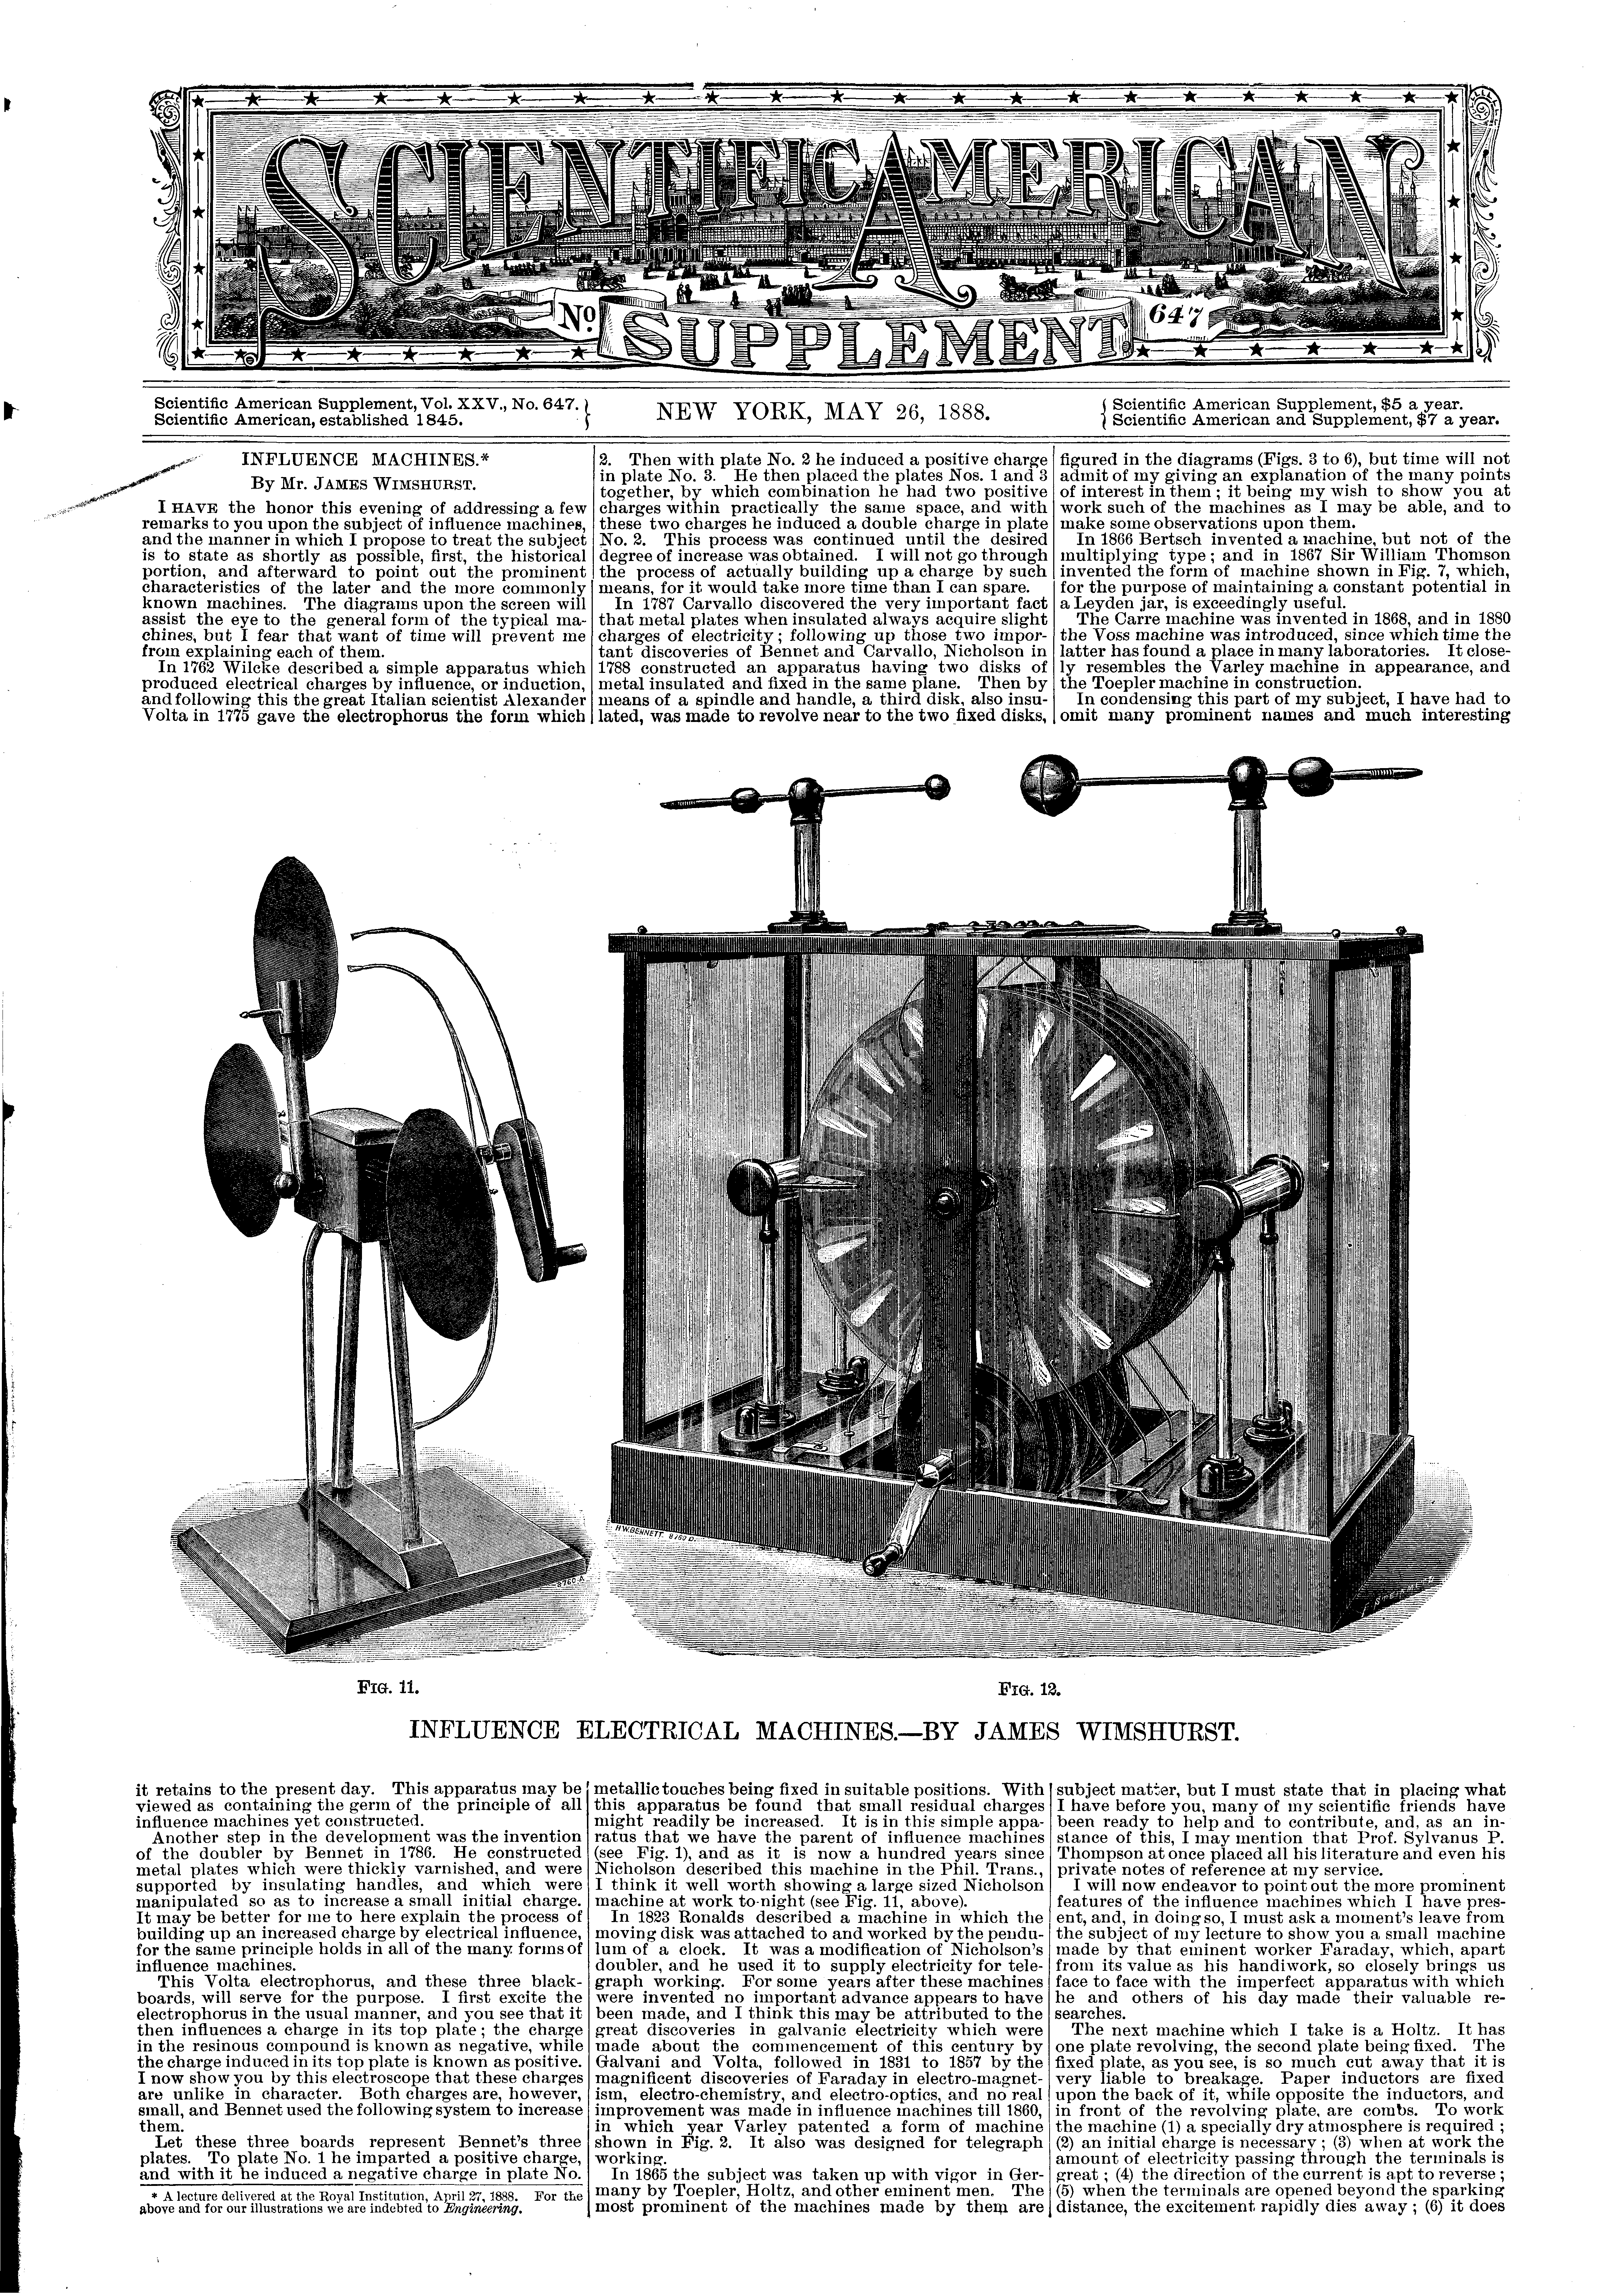 SCIENTIFIC AMERICAN
No. SUPPLEMENT. 647
Scientific American Supplement, Vol. XXV., No. 647.
Scientific American, established 1845.
NEW YORK, MAY 26, 1888.
Scientific American Supplement, $5 a year.
Scientific American and Supplement, $7 a year.
INFLUENCE MACHINES.*
By Mr. JAMES WIMSHURST.
I HAVE the honor this evening of addressing a few
remarks to you upon the subject of influence machines,
and the manner in which I propose to treat the subject
is to state as shortly as possible, first, the historical
portion, and afterward to point out the prominent
characteristics of the later and the more commonly
known machines. The diagrams upon the screen will
assist the eye to the general form of the typical ma-
chines, but I fear that want of time will prevent me
from explaining each of them.
In 1762 Wilcke described a simple apparatus which
produced electrical charges by influence, or induction,
and following this the great Italian scientist Alexander
Volta in 1775 gave the electrophorus the form which
2. Then with plate No. 2 he induced a positive charge
in plate No. 3. He then placed the plates Nos. 1 and 3
together, by which combination he had two positive
charges within practically the same space, and with
these two charges he induced a double charge in plate
No. 2. This process was continued until the desired
degree of increase was obtained. I will not go through
the process of actually building up a charge by such
means, for it would take more time than I can spare.
In 1787 Carvallo discovered the very important fact
that metal plates when insulated always acquire slight
charges of electricity; following up those two impor-
tant discoveries of Bennet and Carvallo, Nicholson in
1788 constructed an apparatus having two disks of
metal insulated and fixed in the same plane. Then by
means of a spindle and handle, a third disk, also insu-
lated, was made to revolve near to the two fixed disks,
figured in the diagrams (Figs. 3 to 6), but time will not
admit of my giving an explanation of the many points
of interest in them; it being my wish to show you at
work such of the machines as I may be able, and to
make some observations upon them.
In 1866 Bertsch invented a machine, but not of the
multiplying type; and in 1867 Sir William Thomson
invented the form of machine shown in Fig. 7, which,
for the purpose of maintaining a constant potential in
a Leyden jar, is exceedingly useful.
The Carre machine was invented in 1868, and in 1880
the Voss machine was introduced, since which time the
latter has found a place in many laboratories. It close-
ly resembles the Varley machine in appearance, and
the Toepler machine in construction.
In condensing this part of my subject, I have had to
omit many prominent names and much interesting
H.W.BENNETT. 8760 D.
8760 A.
FIG. 11.
FIG. 12.
INFLUENCE ELECTRICAL MACHINES.—BY JAMES WIMSHURST.
it retains to the present day. This apparatus may be
viewed as containing the germ of the principle of all
influence machines yet constructed.
Another step in the development was the invention
of the doubler by Bennet in 1786. He constructed
metal plates which were thickly varnished, and were
supported by insulating handles, and which were
manipulated so as to increase a small initial charge.
It may be better for me to here explain the process of
building up an increased charge by electrical influence,
for the same principle holds in all of the many forms of
influence machines.
This Volta electrophorus, and these three black-
boards, will serve for the purpose. I first excite the
electrophorus in the usual manner, and you see that it
then influences a charge in its top plate; the charge
in the resinous compound is known as negative, while
the charge induced in its top plate is known as positive.
I now show you by this electroscope that these charges
are unlike in character. Both charges are, however,
small, and Bennet used the following system to increase
them.
Let these three boards represent Bennet's three
plates. To plate No. 1 he imparted a positive charge,
and with it he induced a negative charge in plate No.
* A lecture delivered at the Royal Institution, April 27, 1888. For the
above and for our illustrations we are indebted to Engineering.
metallic touches being fixed in suitable positions. With
this apparatus be found that small residual charges
might readily be increased. It is in this simple appa-
ratus that we have the parent of influence machines
(see Fig. 1), and as it is now a hundred years since
Nicholson described this machine in the Phil. Trans.,
I think it well worth showing a large sized Nicholson
machine at work to-night (see Fig. 11, above).
In 1823 Ronalds described a machine in which the
moving disk was attached to and worked by the pendu-
lum of a clock. It was a modification of Nicholson's
doubler, and he used it to supply electricity for tele-
graph working. For some years after these machines
were invented no important advance appears to have
been made, and I think this may be attributed to the
great discoveries in galvanic electricity which were
made about the commencement of this century by
Galvani and Volta, followed in 1831 to 1857 by the
magnificent discoveries of Faraday in electro-magnet-
ism, electro-chemistry, and electro-optics, and no real
improvement was made in influence machines till 1860,
in which year Varley patented a form of machine
shown in Fig. 2. It also was designed for telegraph
working.
In 1865 the subject was taken up with vigor in Ger-
many by Toepler, Holtz, and other eminent men. The
most prominent of the machines made by them are
subject matter, but I must state that in placing what
I have before you, many of my scientific friends have
been ready to help and to contribute, and, as an in-
stance of this, I may mention that Prof. Sylvanus P.
Thompson at once placed all his literature and even his
private notes of reference at my service.
I will now endeavor to point out the more prominent
features of the influence machines which I have pres-
ent, and, in doing so, I must ask a moment's leave from
the subject of my lecture to show you a small machine
made by that eminent worker Faraday, which, apart
from its value as his handiwork, so closely brings us
face to face with the imperfect apparatus with which
he and others of his day made their valuable re-
searches.
The next machine which I take is a Holtz. It has
one plate revolving, the second plate being fixed. The
fixed plate, as you see, is so much cut away that it is
very liable to breakage. Paper inductors are fixed
upon the back of it, while opposite the inductors, and
in front of the revolving plate, are combs. To work
the machine (1) a specially dry atmosphere is required;
(2) an initial charge is necessary; (3) when at work the
amount of electricity passing through the terminals is
great; (4) the direction of the current is apt to reverse;
(5) when the terminals are opened beyond the sparking
distance, the excitement rapidly dies away; (6) it does